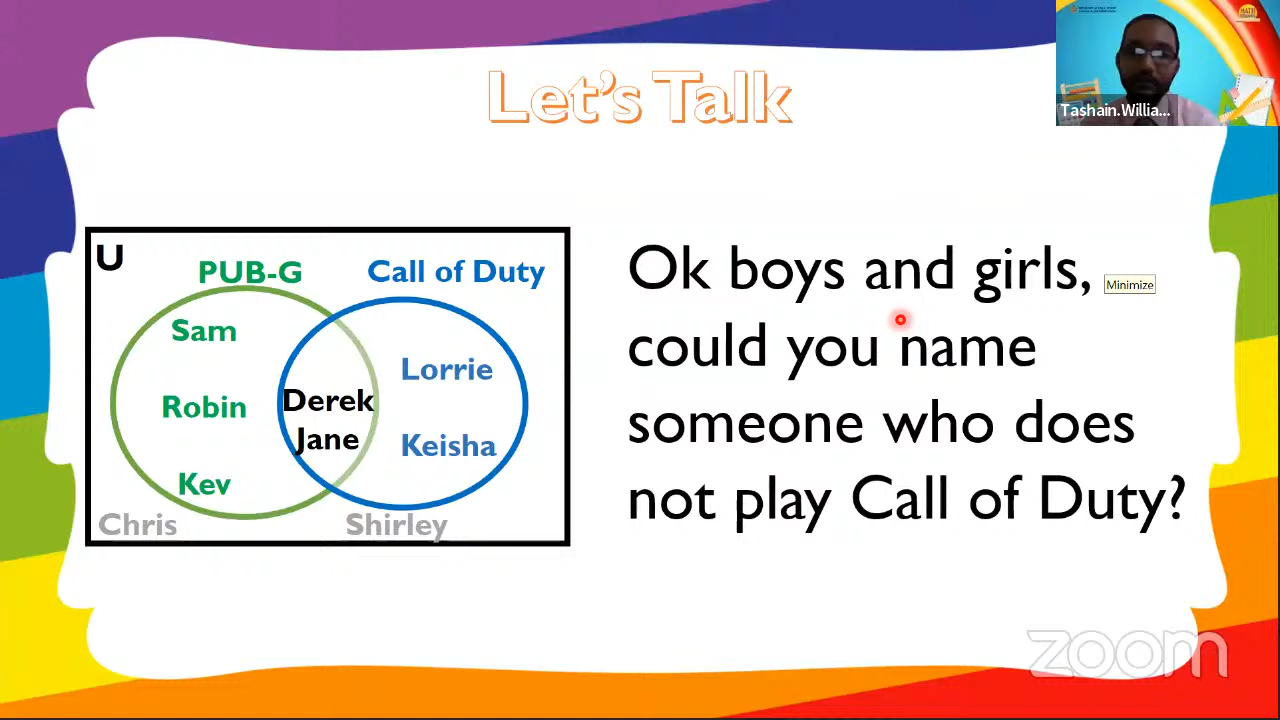 Let's Talk
Tashain.Willia...
U
PUB-G
Call of Duty
Sam
Lorrie
Robin
Derek
Jane
Keisha
Kev
Chris
Shirley
Ok boys and girls,
Minimize
could you name
someone who does
not play Call of Duty?
zoom